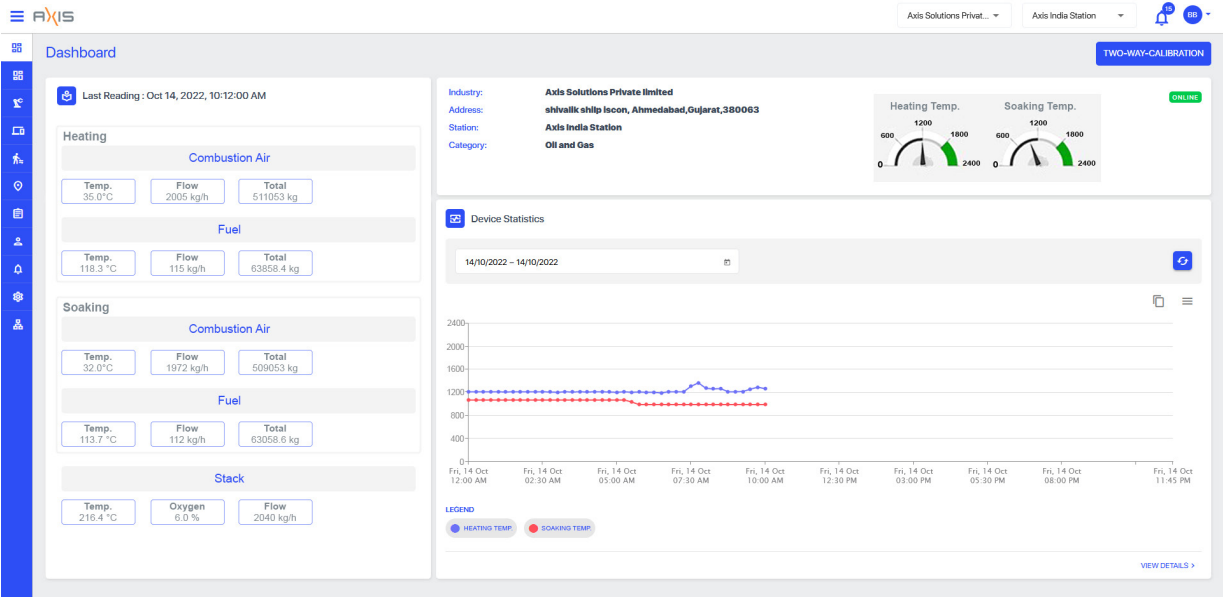 AXIS
Axis Solutions Privat...
Axis India Station
15
BB
Dashboard
TWO-WAY-CALIBRATION
Last Reading : Oct 14, 2022, 10:12:00 AM
Heating
Combustion Air
Temp. Flow Total
35.0°C 2005 kg/h 511053 kg
Fuel
Temp. Flow Total
118.3 °C 115 kg/h 63858.4 kg
Soaking
Combustion Air
Temp. Flow Total
32.0°C 1972 kg/h 509053 kg
Fuel
Temp. Flow Total
113.7 °C 112 kg/h 63058.6 kg
Stack
Temp. Oxygen Flow
216.4 °C 6.0 % 2040 kg/h
Industry: Axis Solutions Private limited
Address: shivalik shilp iscon, Ahmedabad,Gujarat,380063
Station: Axis India Station
Category: Oil and Gas
Heating Temp. Soaking Temp.
1200 1200
600 1800 600 1800
0 2400 0 2400
ONLINE
Device Statistics
14/10/2022 – 14/10/2022
2400
2000
1600
1200
800
400
0
Fri, 14 Oct Fri, 14 Oct Fri, 14 Oct Fri, 14 Oct Fri, 14 Oct Fri, 14 Oct Fri, 14 Oct Fri, 14 Oct Fri, 14 Oct Fri, 14 Oct
12:00 AM 02:30 AM 05:00 AM 07:30 AM 10:00 AM 12:30 PM 03:00 PM 05:30 PM 08:00 PM 11:45 PM
LEGEND
HEATING TEMP. SOAKING TEMP.
VIEW DETAILS >